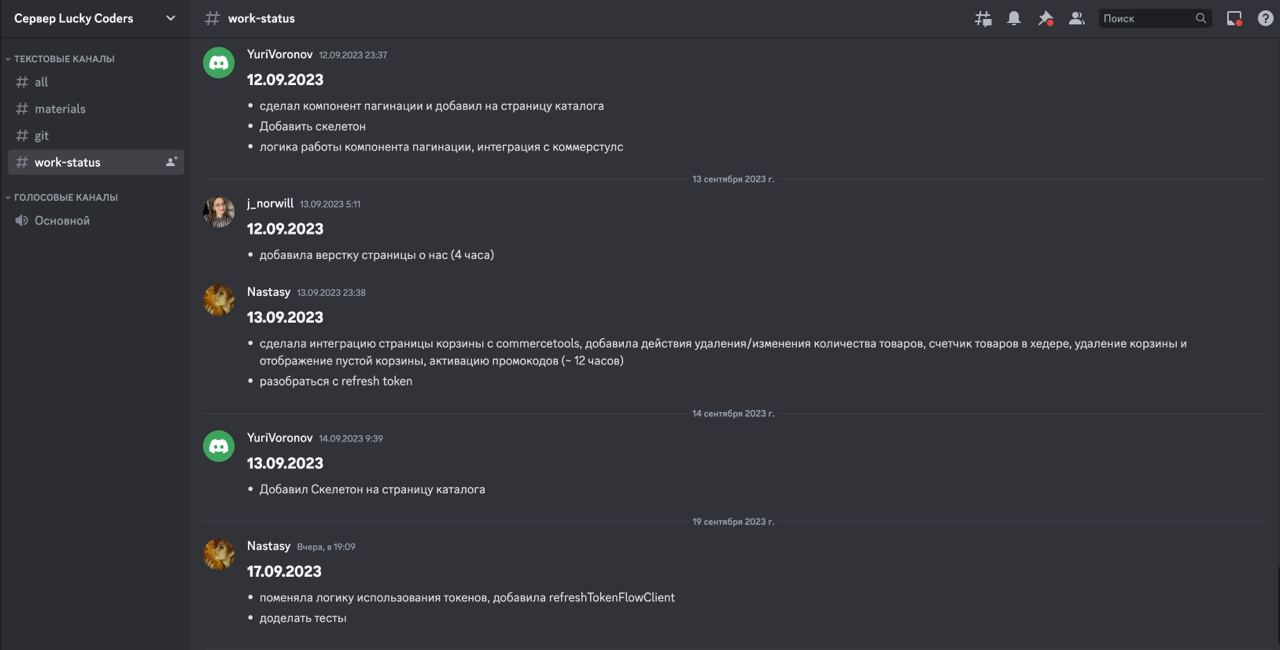 Сервер Lucky Coders
work-status
Поиск
ТЕКСТОВЫЕ КАНАЛЫ
all
materials
git
work-status
ГОЛОСОВЫЕ КАНАЛЫ
Основной
YuriVoronov 12.09.2023 23:37
12.09.2023
• сделал компонент пагинации и добавил на страницу каталога
• Добавить скелетон
• логика работы компонента пагинации, интеграция с коммерстулс
13 сентября 2023 г.
j_norwill 13.09.2023 5:11
12.09.2023
• добавила верстку страницы о нас (4 часа)
Nastasy 13.09.2023 23:38
13.09.2023
• сделала интеграцию страницы корзины с commercetools, добавила действия удаления/изменения количества товаров, счетчик товаров в хедере, удаление корзины и
отображение пустой корзины, активацию промокодов (~ 12 часов)
• разобраться с refresh token
14 сентября 2023 г.
YuriVoronov 14.09.2023 9:39
13.09.2023
• Добавил Скелетон на страницу каталога
19 сентября 2023 г.
Nastasy Вчера, в 19:09
17.09.2023
• поменяла логику использования токенов, добавила refreshTokenFlowClient
• доделать тесты